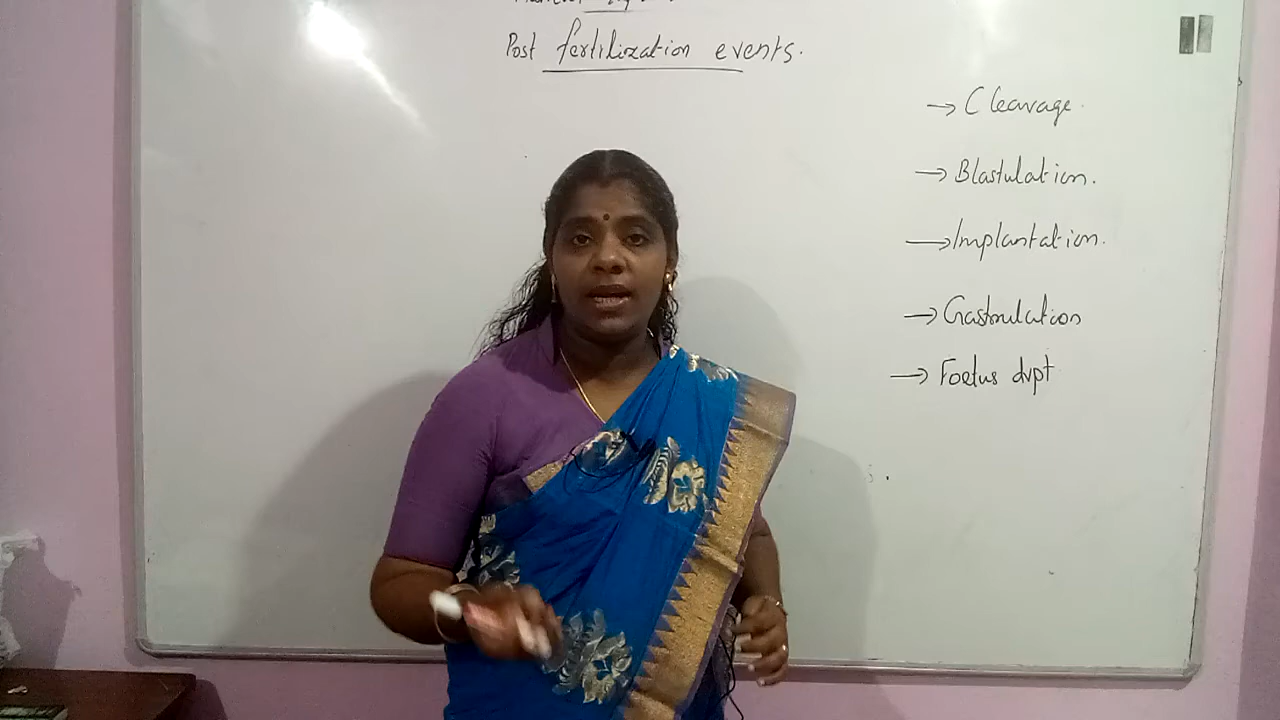 Post fertilization events.
→ Cleavage.
→ Blastulation.
→ Implantation.
→ Gastrulation
→ Foetus dvpt